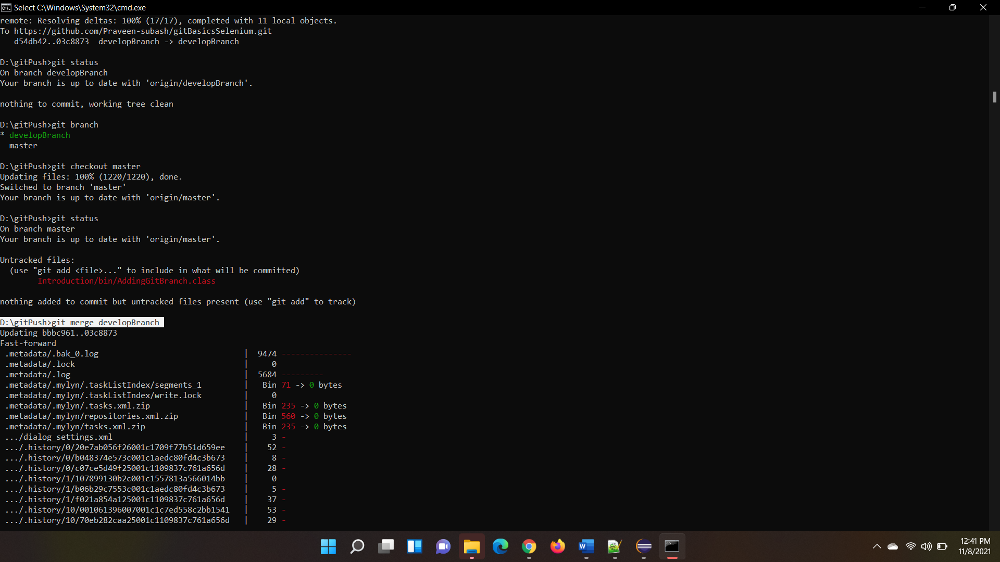 Select C:\Windows\System32\cmd.exe
remote: Resolving deltas: 100% (17/17), completed with 11 local objects.
To https://github.com/Praveen-subash/gitBasicsSelenium.git
   d54db42..03c8873  developBranch -> developBranch
D:\gitPush>git status
On branch developBranch
Your branch is up to date with 'origin/developBranch'.
nothing to commit, working tree clean
D:\gitPush>git branch
* developBranch
  master
D:\gitPush>git checkout master
Updating files: 100% (1220/1220), done.
Switched to branch 'master'
Your branch is up to date with 'origin/master'.
D:\gitPush>git status
On branch master
Your branch is up to date with 'origin/master'.
Untracked files:
  (use "git add <file>..." to include in what will be committed)
        Introduction/bin/AddingGitBranch.class
nothing added to commit but untracked files present (use "git add" to track)
D:\gitPush>git merge developBranch
Updating bbbc961..03c8873
Fast-forward
 .metadata/.bak_0.log | 9474 ---------------
 .metadata/.lock | 0
 .metadata/.log | 5684 ---------
 .metadata/.mylyn/.taskListIndex/segments_1 | Bin 71 -> 0 bytes
 .metadata/.mylyn/.taskListIndex/write.lock | 0
 .metadata/.mylyn/.tasks.xml.zip | Bin 235 -> 0 bytes
 .metadata/.mylyn/repositories.xml.zip | Bin 560 -> 0 bytes
 .metadata/.mylyn/tasks.xml.zip | Bin 235 -> 0 bytes
 .../dialog_settings.xml | 3 -
 .../.history/0/20e7ab056f26001c1709f77b51d659ee | 52 -
 .../.history/0/b048374e573c001c1aedc80fd4c3b673 | 8 -
 .../.history/0/c07ce5d49f25001c1109837c761a656d | 28 -
 .../.history/1/107899130b2c001c1557813a566014bb | 0
 .../.history/1/b06b29c7553c001c1aedc80fd4c3b673 | 5 -
 .../.history/1/f021a854a125001c1109837c761a656d | 37 -
 .../.history/10/001061396007001c1c7ed558c2bb1541 | 53 -
 .../.history/10/70eb282caa25001c1109837c761a656d | 29 -
12:41 PM
11/8/2021